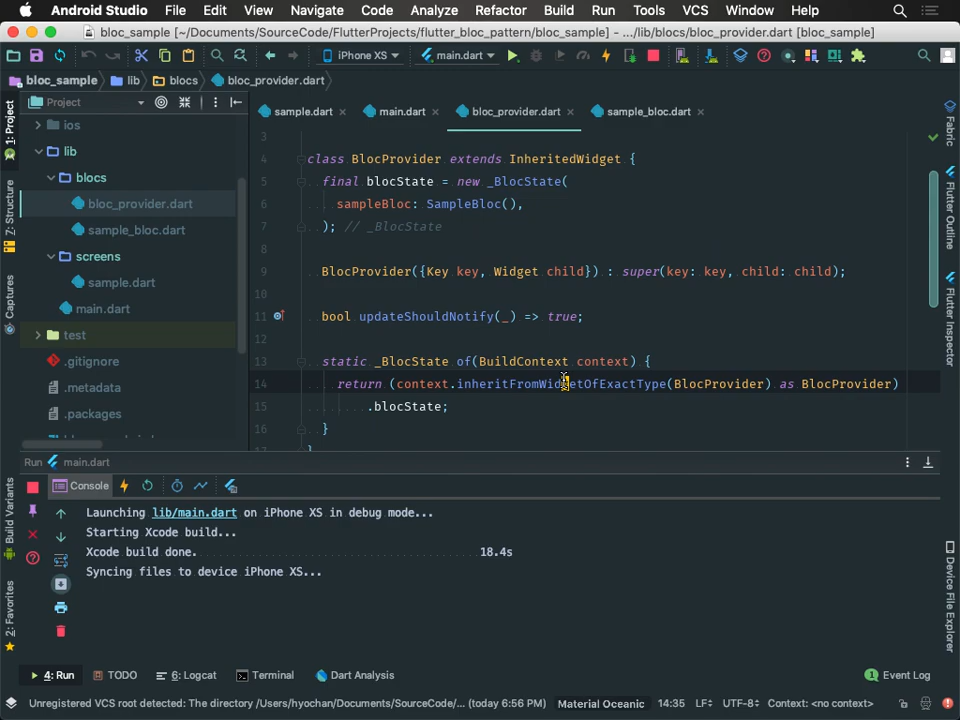 Android Studio File Edit View Navigate Code Analyze Refactor Build Run Tools VCS Window Help
bloc_sample [~/Documents/SourceCode/FlutterProjects/flutter_bloc_pattern/bloc_sample] - .../lib/blocs/bloc_provider.dart [bloc_sample]
iPhone XS main.dart
bloc_sample lib blocs bloc_provider.dart
Project
sample.dart main.dart bloc_provider.dart sample_bloc.dart
1: Project
Z: Structure
Captures
Build Variants
2: Favorites
ios
lib
blocs
bloc_provider.dart
sample_bloc.dart
screens
sample.dart
main.dart
test
.gitignore
.metadata
.packages
3
4 class BlocProvider extends InheritedWidget {
5 final blocState = new _BlocState(
6 sampleBloc: SampleBloc(),
7 ); // _BlocState
8
9 BlocProvider({Key key, Widget child}) : super(key: key, child: child);
10
11 bool updateShouldNotify(_) => true;
12
13 static _BlocState of(BuildContext context) {
14 return (context.inheritFromWidgetOfExactType(BlocProvider) as BlocProvider)
15 .blocState;
16 }
}
Fabric
Flutter Outline
Flutter Inspector
Device File Explorer
Run main.dart
Console
Launching lib/main.dart on iPhone XS in debug mode...
Starting Xcode build...
Xcode build done. 18.4s
Syncing files to device iPhone XS...
4: Run TODO 6: Logcat Terminal Dart Analysis 1 Event Log
Unregistered VCS root detected: The directory /Users/hyochan/Documents/SourceCode/... (today 6:56 PM) Material Oceanic 14:35 LF UTF-8 Context: <no context>